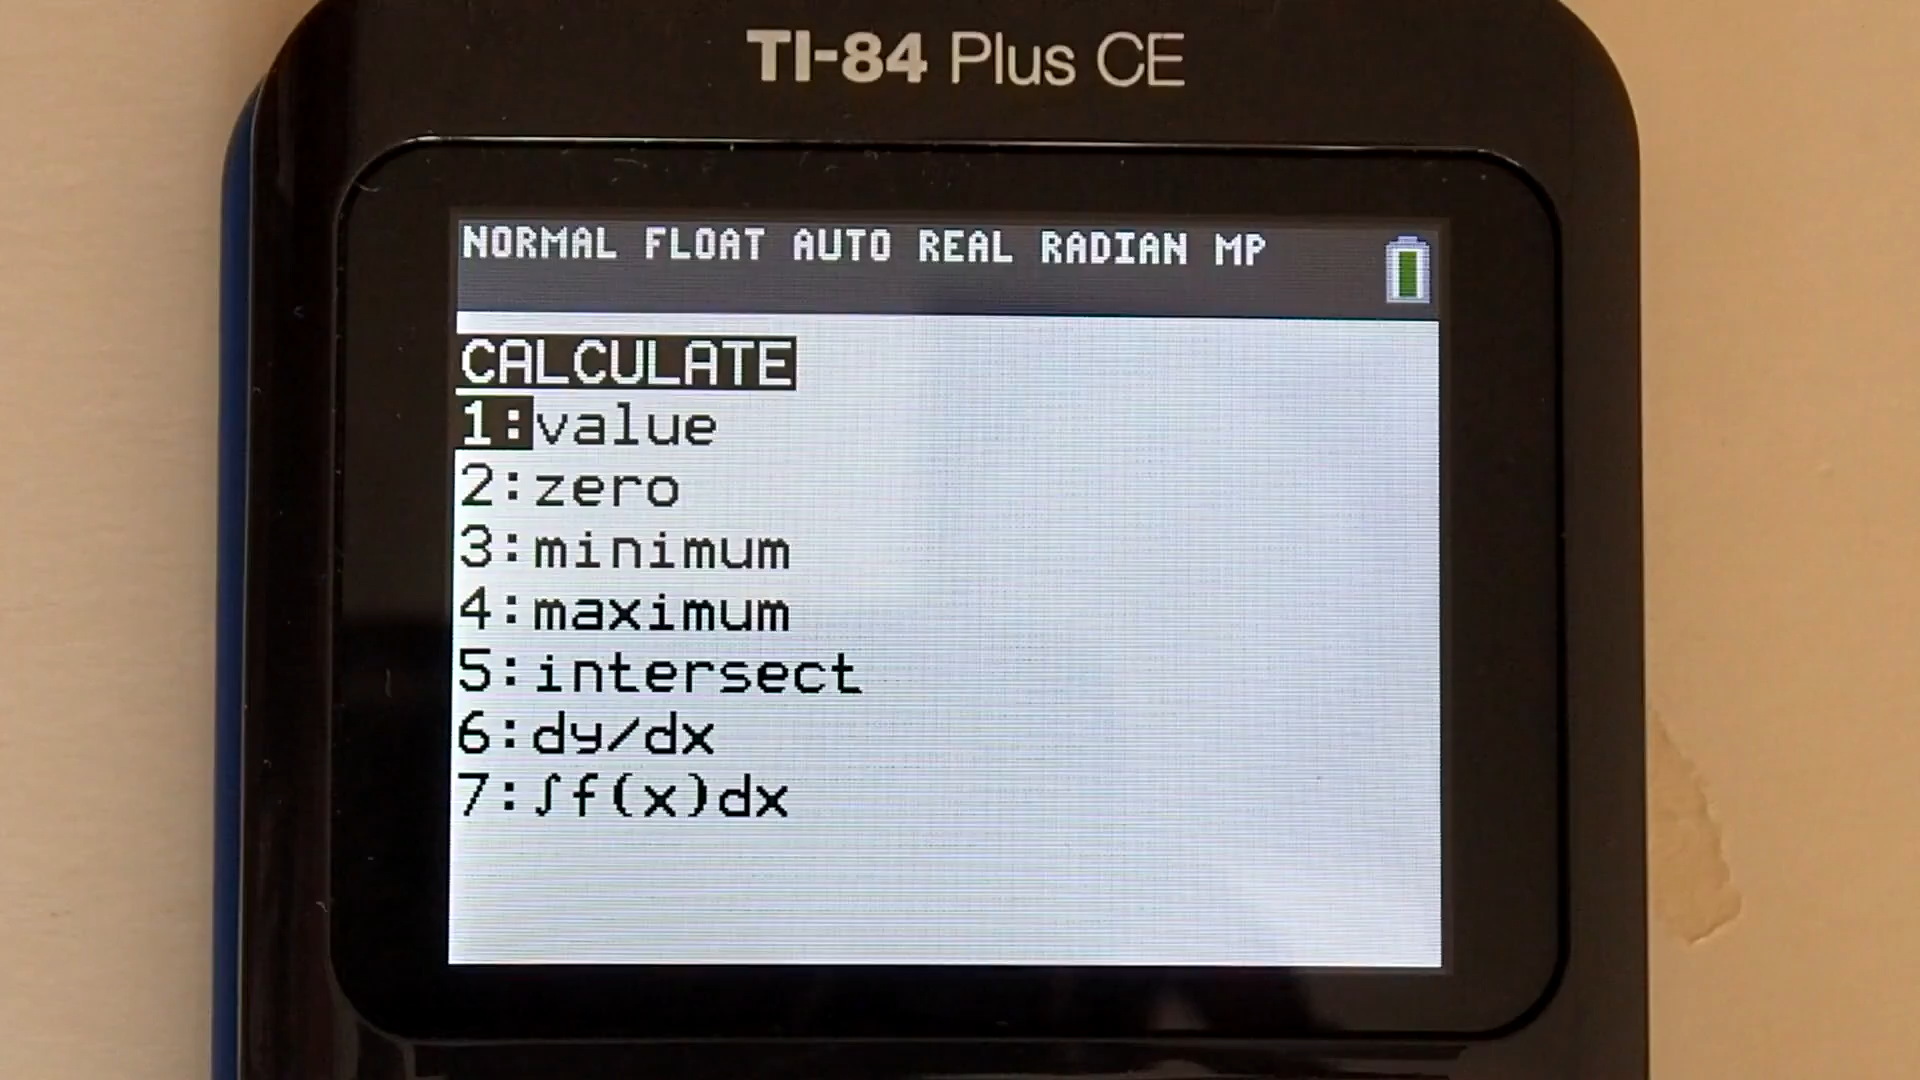 TI-84 Plus CE
NORMAL FLOAT AUTO REAL RADIAN MP
CALCULATE
1:value
2:zero
3:minimum
4:maximum
5:intersect
6:dy/dx
7:∫f(x)dx